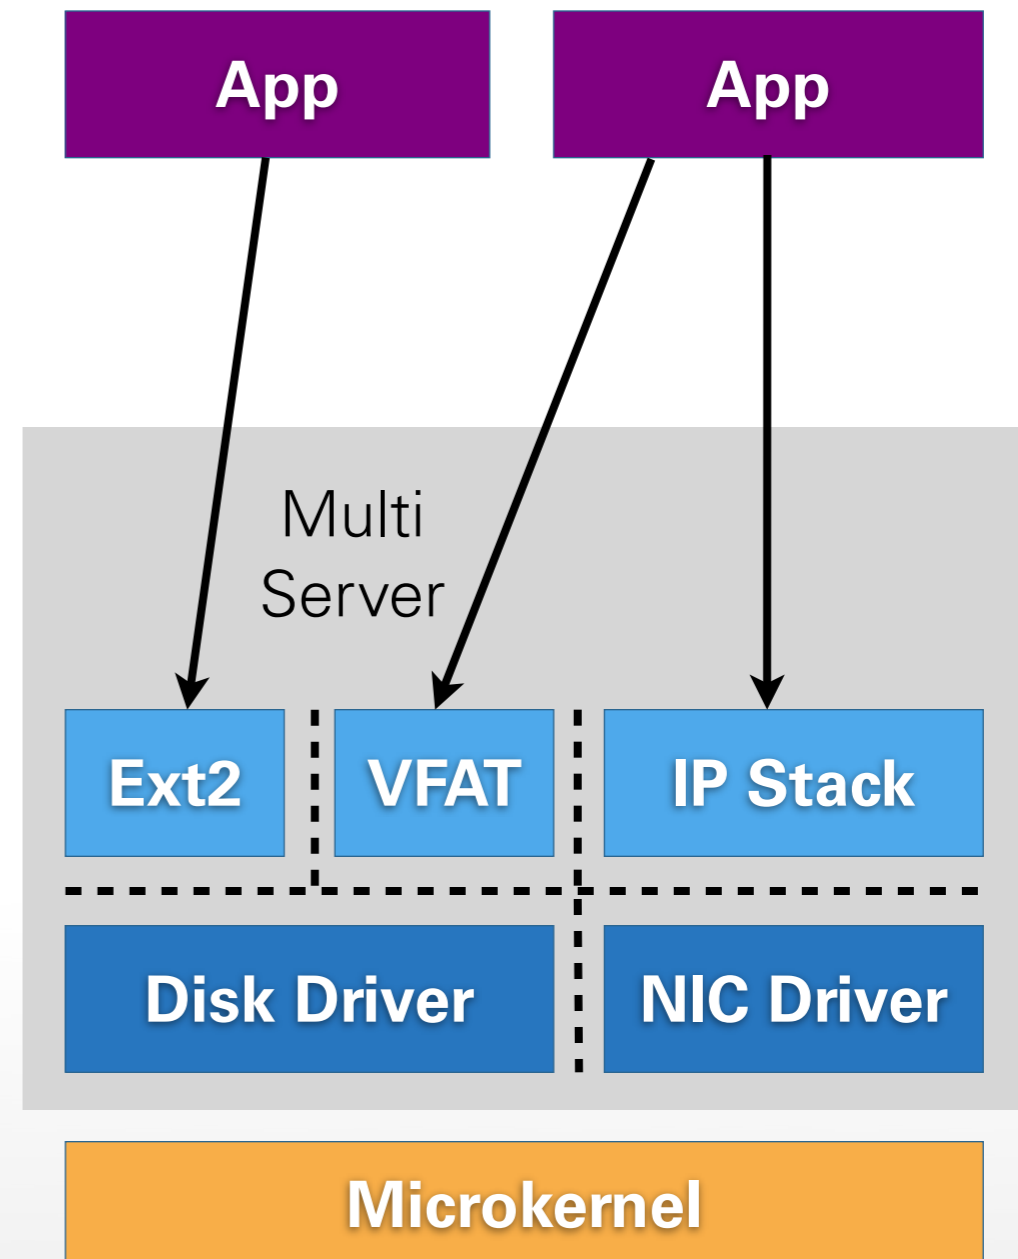 App
App
Multi
Server
Ext2
VFAT
IP Stack
Disk Driver
NIC Driver
Microkernel